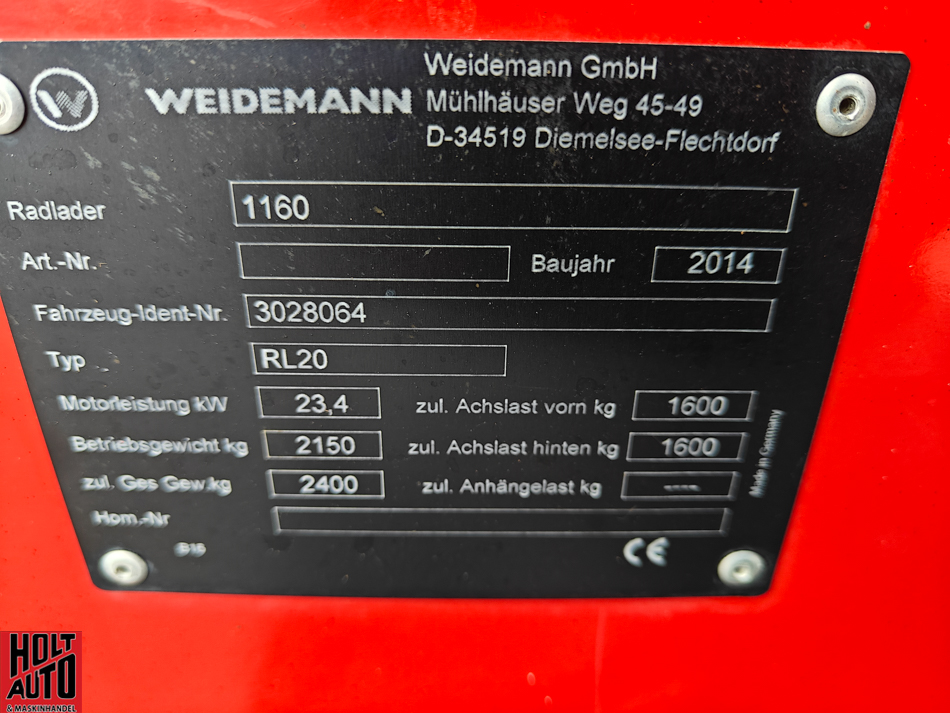 W WEIDEMANN
Weidemann GmbH
Mühlhäuser Weg 45-49
D-34519 Diemelsee-Flechtdorf
Radlader 1160
Art.-Nr. Baujahr 2014
Fahrzeug-Ident-Nr. 3028064
Typ RL20
Motorleistung kW 23,4 zul. Achslast vorn kg 1600
Betriebsgewicht kg 2150 zul. Achslast hinten kg 1600
zul. Ges Gew.kg 2400 zul. Anhängelast kg ----
Hom.-Nr
Made in Germany
CE
HOLT
AUTO
& MASKINHANDEL